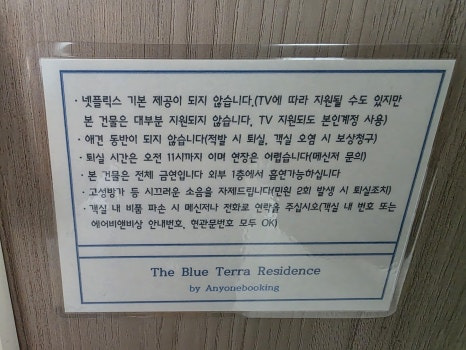 · 넷플릭스 기본 제공이 되지 않습니다.(TV에 따라 지원될 수도 있지만
본 건물은 대부분 지원되지 않습니다, TV 지원되도 본인계정 사용)
· 애견 동반이 되지 않습니다(적발 시 퇴실, 객실 오염 시 보상청구)
· 퇴실 시간은 오전 11시까지 이며 연장은 어렵습니다(메신저 문의)
· 본 건물은 전체 금연입니다 외부 1층에서 흡연가능하십니다
· 고성방가 등 시끄러운 소음을 자제드립니다(민원 2회 발생 시 퇴실조치)
· 객실 내 비품 파손 시 메신저나 전화로 연락을 주십시오(객실 내 번호 또는
에어비앤비상 안내번호, 현관문번호 모두 OK)
The Blue Terra Residence
by Anyonebooking